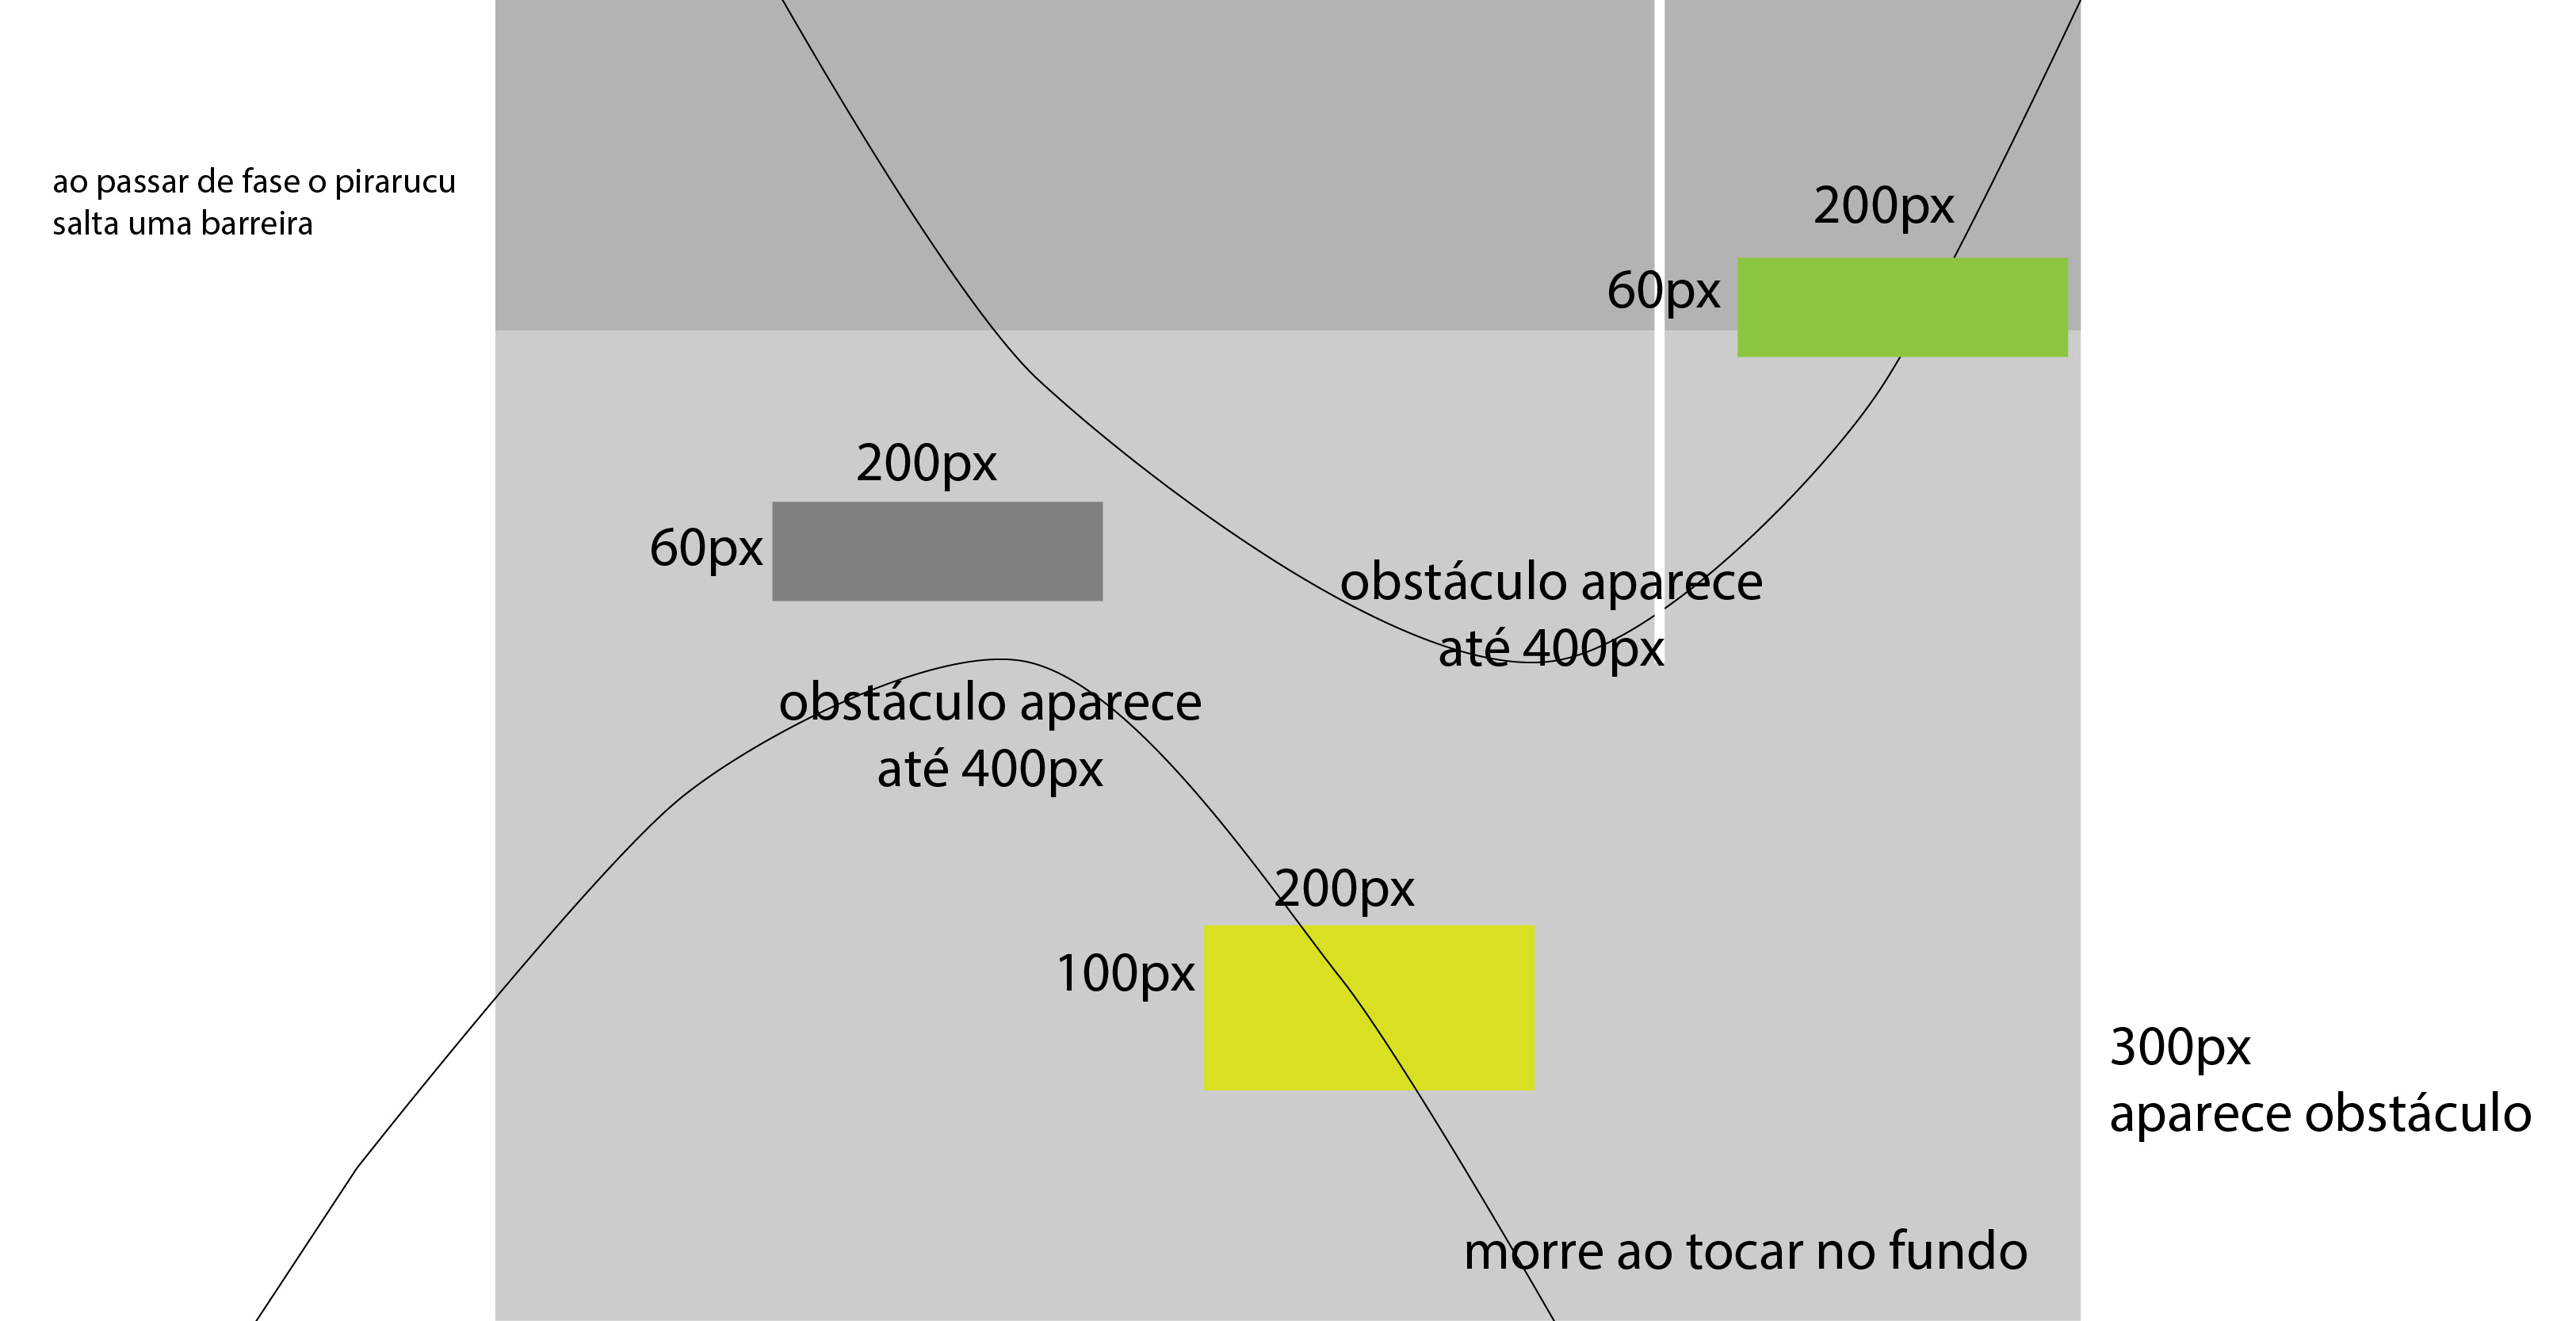 ao passar de fase o pirarucu
salta uma barreira
200px
60px
200px
60px
obstáculo aparece
até 400px
obstáculo aparece
até 400px
200px
100px
300px
aparece obstáculo
morre ao tocar no fundo